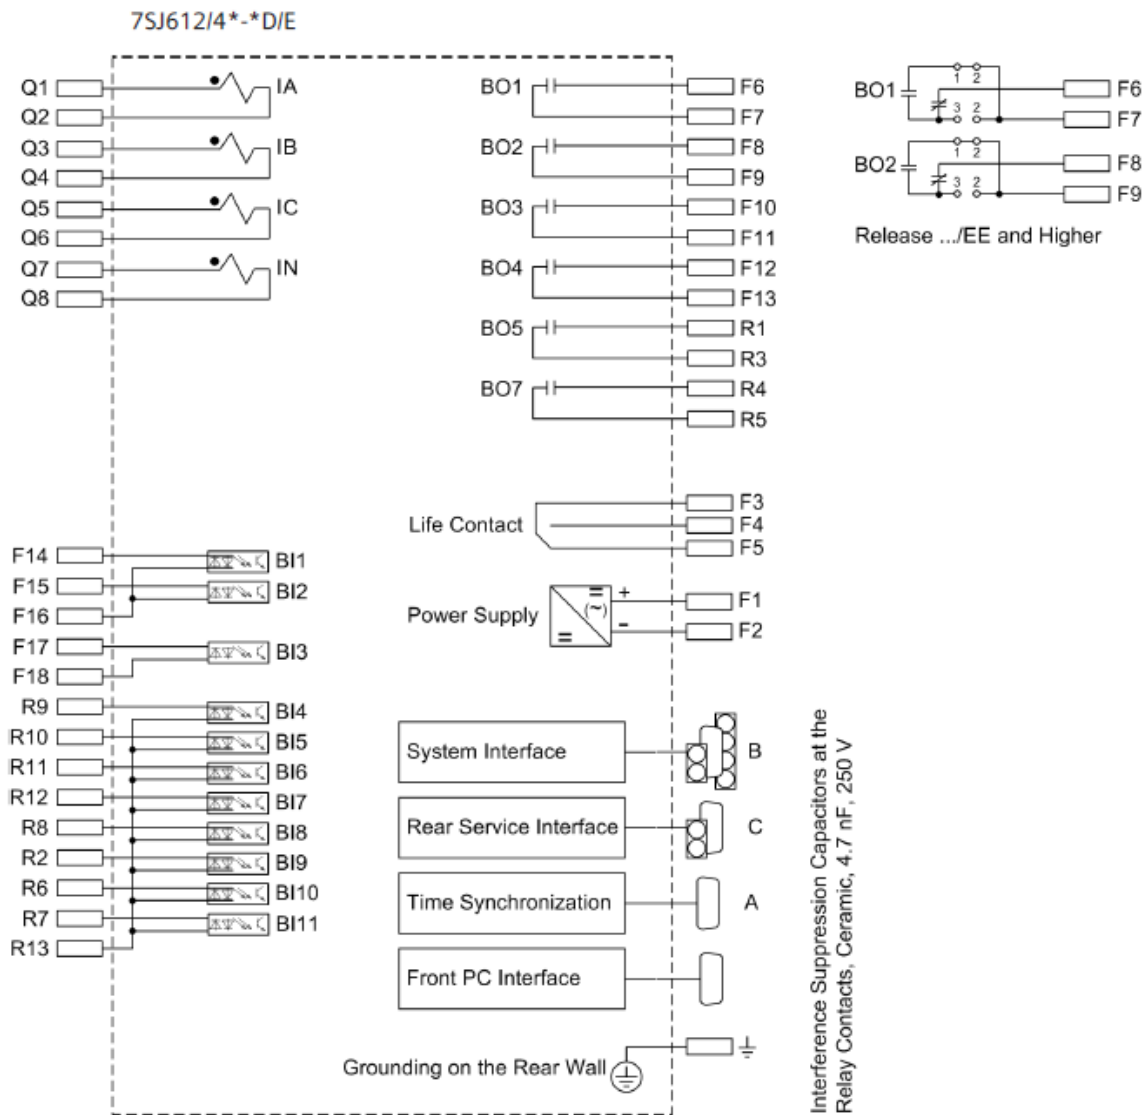 7SJ612/4*-*D/E
Q1
IA
Q2
Q3
IB
Q4
Q5
IC
Q6
Q7
IN
Q8
BO1
F6
F7
BO2
F8
F9
BO3
F10
F11
BO4
F12
F13
BO5
R1
R3
BO7
R4
R5
BO1
1 2
3 2
F6
F7
BO2
1 2
3 2
F8
F9
Release .../EE and Higher
Life Contact
F3
F4
F5
Power Supply
=
(~)
=
+
-
F1
F2
F14
BI1
F15
BI2
F16
F17
BI3
F18
R9
BI4
R10
BI5
R11
BI6
R12
BI7
R8
BI8
R2
BI9
R6
BI10
R7
BI11
R13
System Interface
B
Rear Service Interface
C
Time Synchronization
A
Front PC Interface
Grounding on the Rear Wall
Interference Suppression Capacitors at the
Relay Contacts, Ceramic, 4.7 nF, 250 V